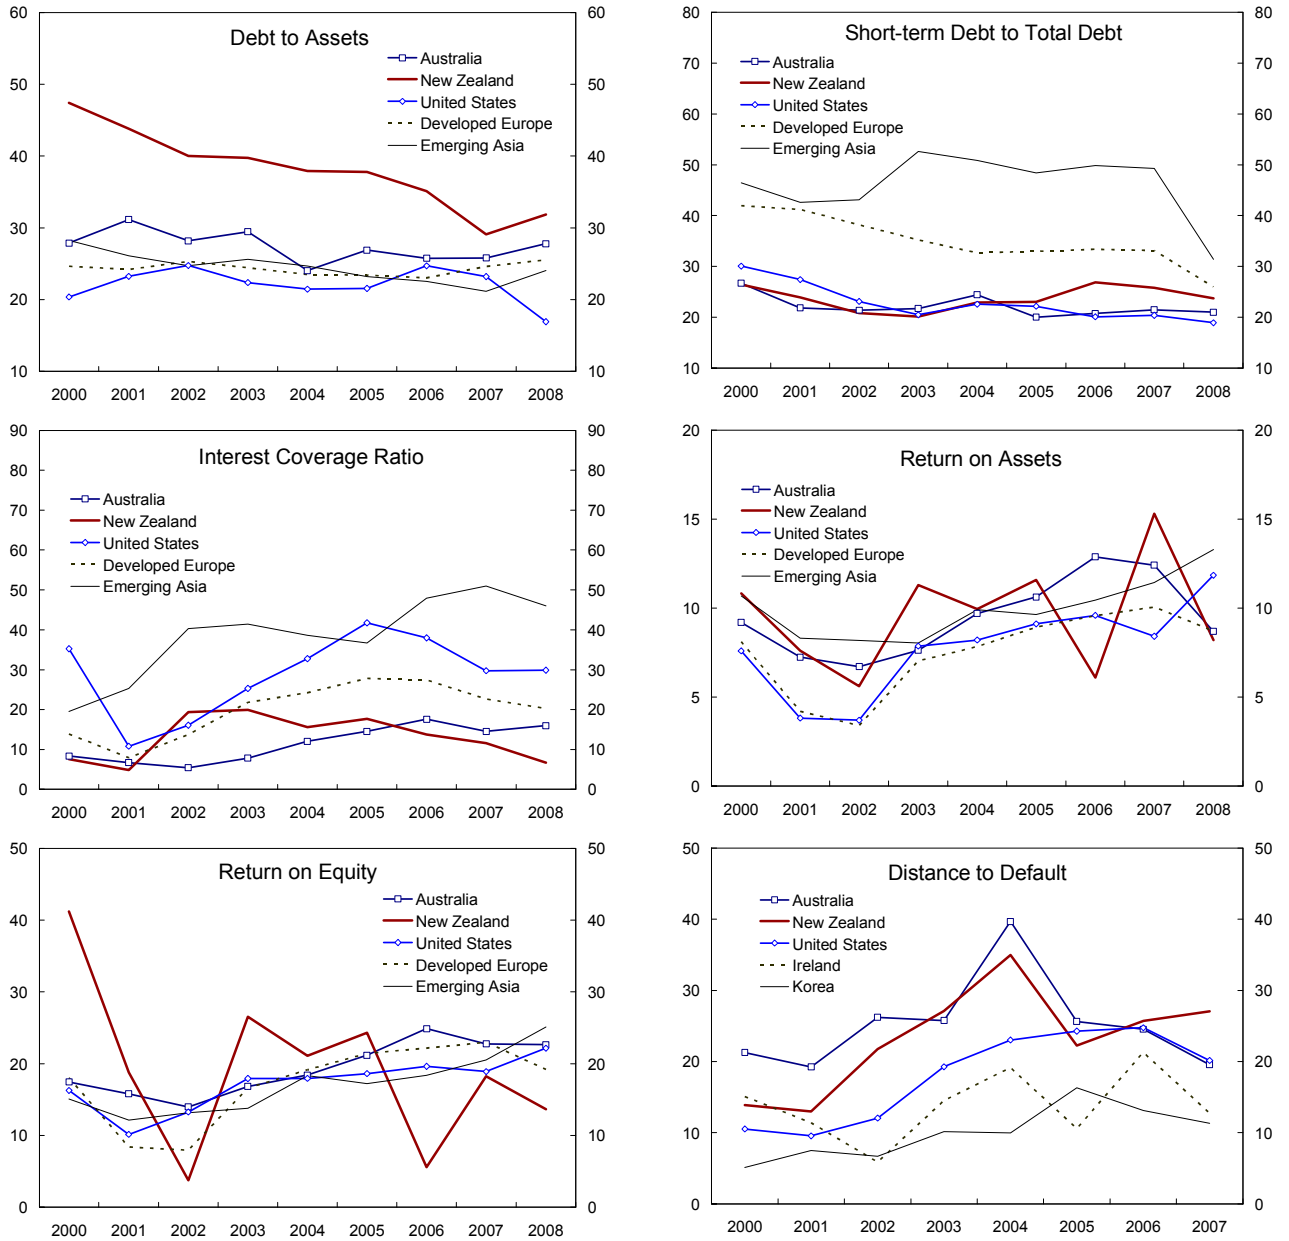 Debt to Assets
60
50
40
30
20
10
60
50
40
30
20
10
Australia
New Zealand
United States
Developed Europe
Emerging Asia
2000 2001 2002 2003 2004 2005 2006 2007 2008
Short-term Debt to Total Debt
80
70
60
50
40
30
20
10
80
70
60
50
40
30
20
10
Australia
New Zealand
United States
Developed Europe
Emerging Asia
2000 2001 2002 2003 2004 2005 2006 2007 2008
Interest Coverage Ratio
90
80
70
60
50
40
30
20
10
0
90
80
70
60
50
40
30
20
10
0
Australia
New Zealand
United States
Developed Europe
Emerging Asia
2000 2001 2002 2003 2004 2005 2006 2007 2008
Return on Assets
20
15
10
5
0
20
15
10
5
0
Australia
New Zealand
United States
Developed Europe
Emerging Asia
2000 2001 2002 2003 2004 2005 2006 2007 2008
Return on Equity
50
40
30
20
10
0
50
40
30
20
10
0
Australia
New Zealand
United States
Developed Europe
Emerging Asia
2000 2001 2002 2003 2004 2005 2006 2007 2008
Distance to Default
50
40
30
20
10
0
50
40
30
20
10
0
Australia
New Zealand
United States
Ireland
Korea
2000 2001 2002 2003 2004 2005 2006 2007